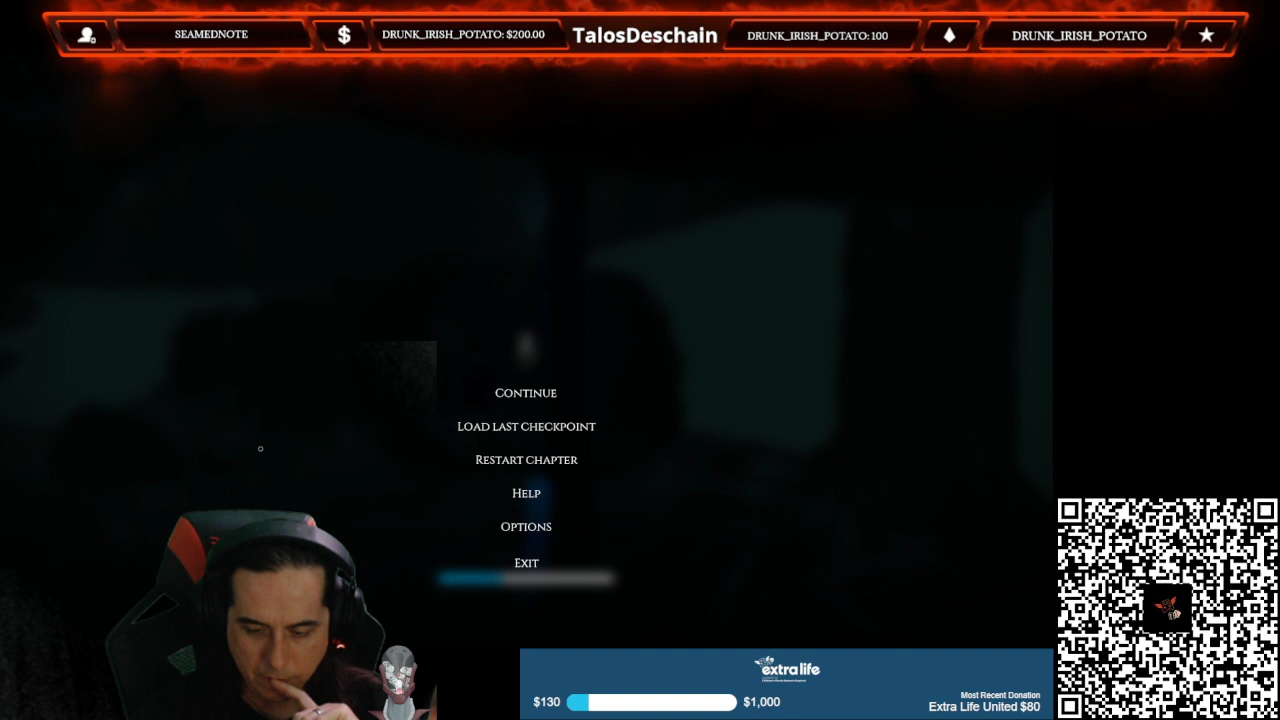 SEAMEDNOTE
$
DRUNK_IRISH_POTATO: $200.00
TalosDeschain
DRUNK_IRISH_POTATO: 100
DRUNK_IRISH_POTATO
Continue
Load last checkpoint
Restart chapter
Help
Options
Exit
extra life
$130
$1,000
Most Recent Donation
Extra Life United $80